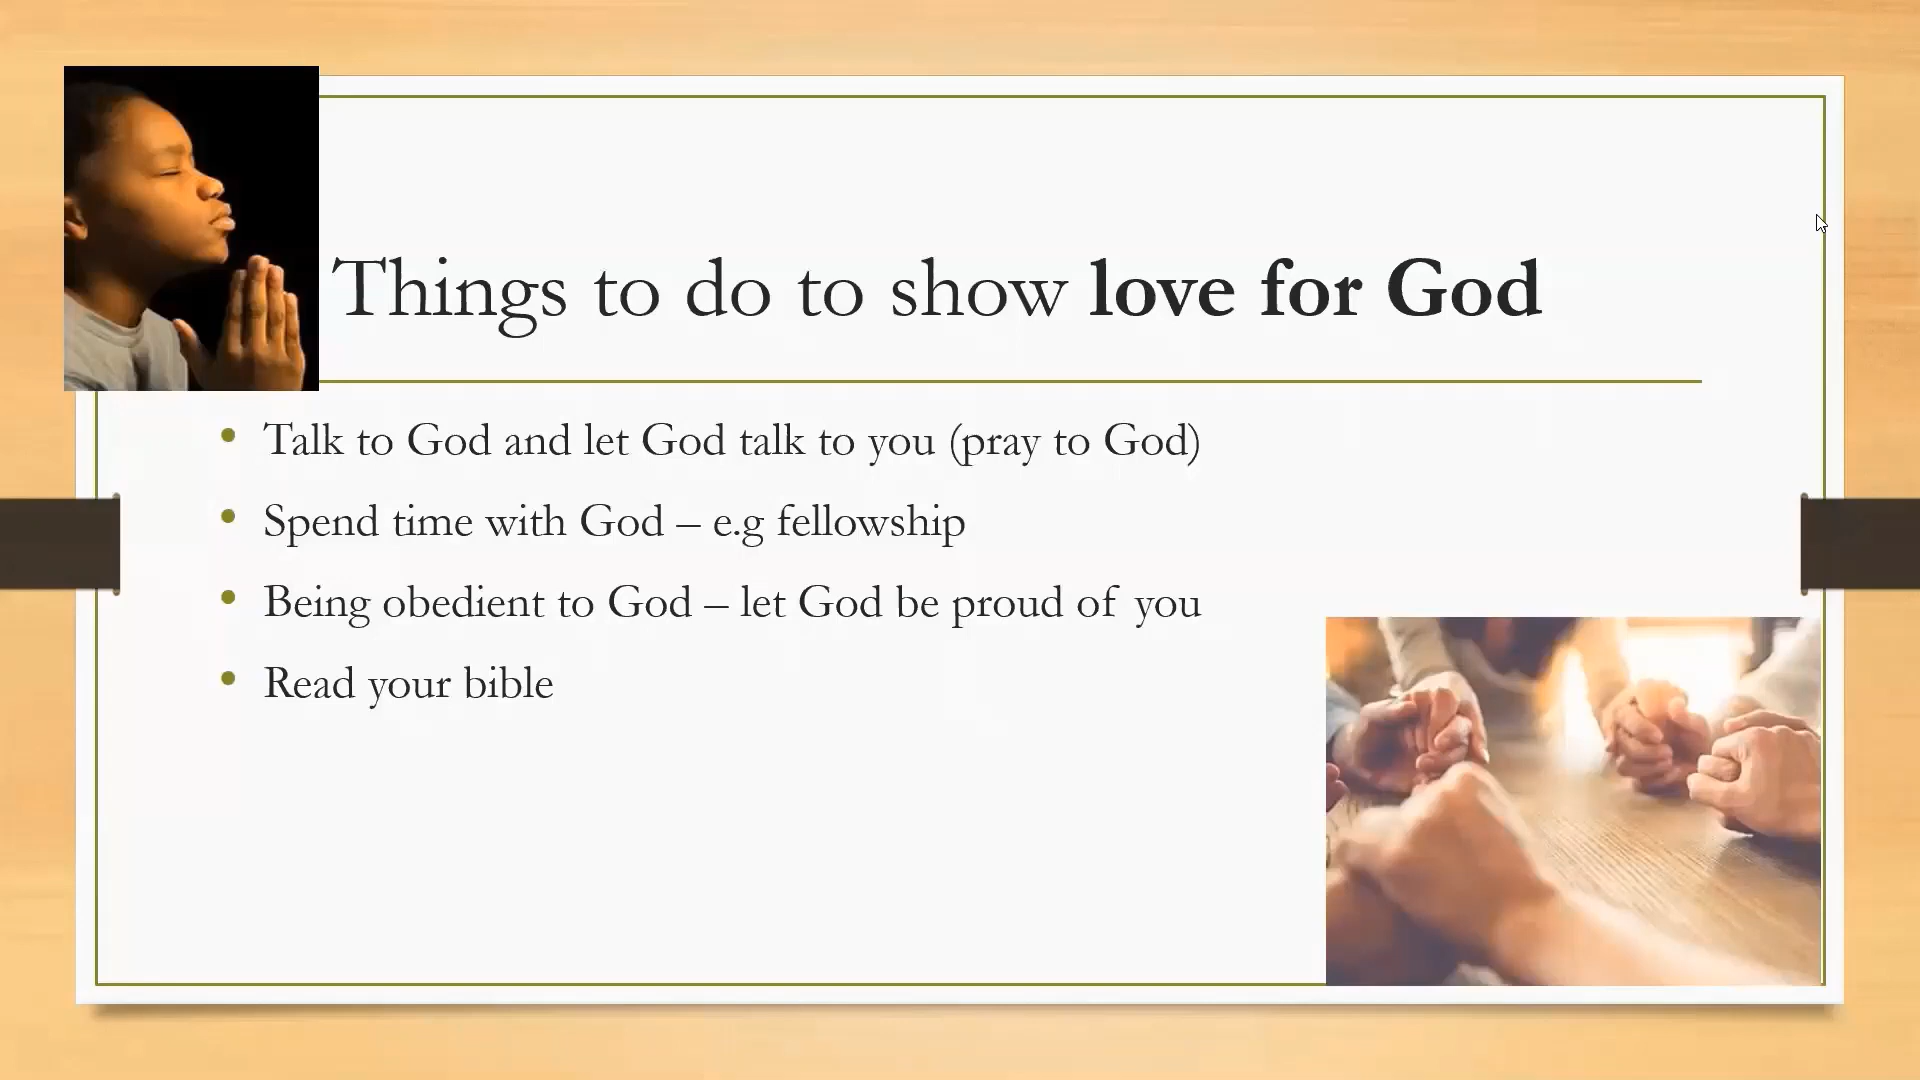 Things to do to show love for God
• Talk to God and let God talk to you (pray to God)
• Spend time with God – e.g fellowship
• Being obedient to God – let God be proud of you
• Read your bible